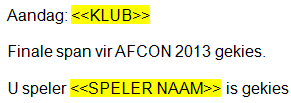 Aandag: <<KLUB>>
Finale span vir AFCON 2013 gekies.
U speler <<SPELER NAAM>> is gekies